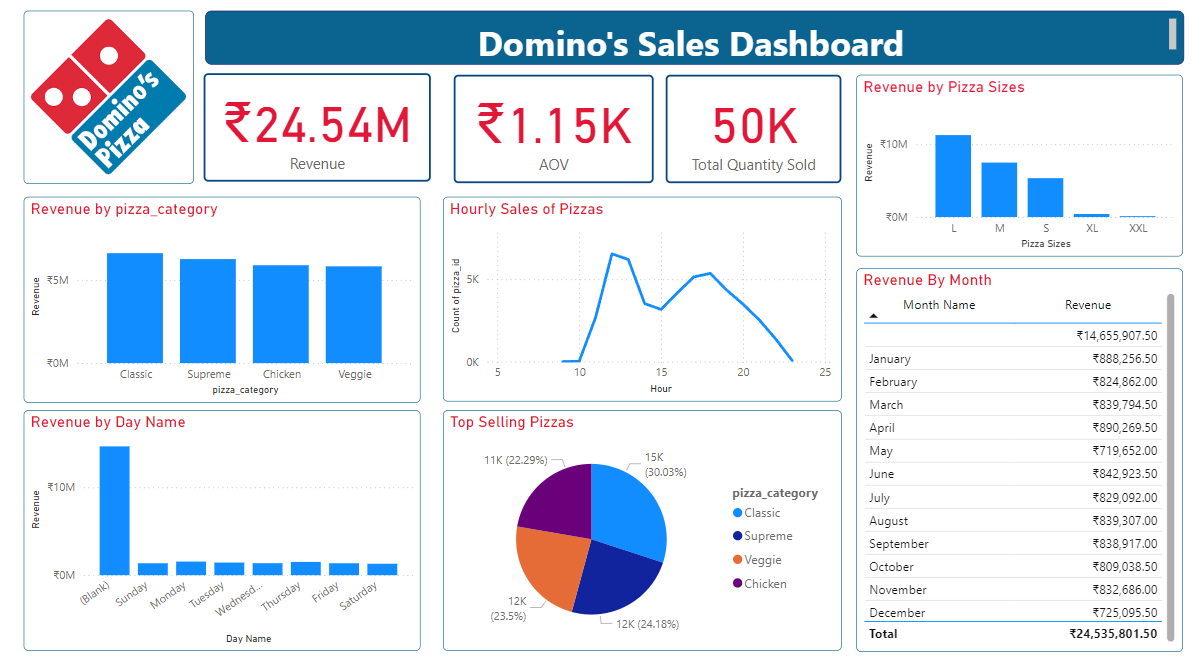 Domino's
Pizza
Domino's Sales Dashboard
₹24.54M
Revenue
₹1.15K
AOV
50K
Total Quantity Sold
Revenue by Pizza Sizes
Revenue
₹10M
₹0M
L M S XL XXL
Pizza Sizes
Revenue by pizza_category
Revenue
₹5M
₹0M
Classic Supreme Chicken Veggie
pizza_category
Hourly Sales of Pizzas
Count of pizza_id
5K
0K
5 10 15 20 25
Hour
Revenue By Month
Month Name Revenue
₹14,655,907.50
January ₹888,256.50
February ₹824,862.00
March ₹839,794.50
April ₹890,269.50
May ₹719,652.00
June ₹842,923.50
July ₹829,092.00
August ₹839,307.00
September ₹838,917.00
October ₹809,038.50
November ₹832,686.00
December ₹725,095.50
Total ₹24,535,801.50
Revenue by Day Name
Revenue
₹10M
₹0M
(Blank) Sunday Monday Tuesday Wednesd... Thursday Friday Saturday
Day Name
Top Selling Pizzas
11K (22.29%)
15K
(30.03%)
12K
(23.5%)
12K (24.18%)
pizza_category
Classic
Supreme
Veggie
Chicken